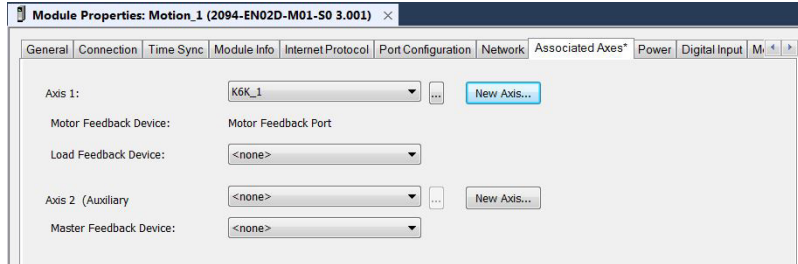 Module Properties: Motion_1 (2094-EN02D-M01-S0 3.001)
General Connection Time Sync Module Info Internet Protocol Port Configuration Network Associated Axes* Power Digital Input
Axis 1: K6K_1 ... New Axis...
Motor Feedback Device: Motor Feedback Port
Load Feedback Device: <none>
Axis 2 (Auxiliary <none> ... New Axis...
Master Feedback Device: <none>